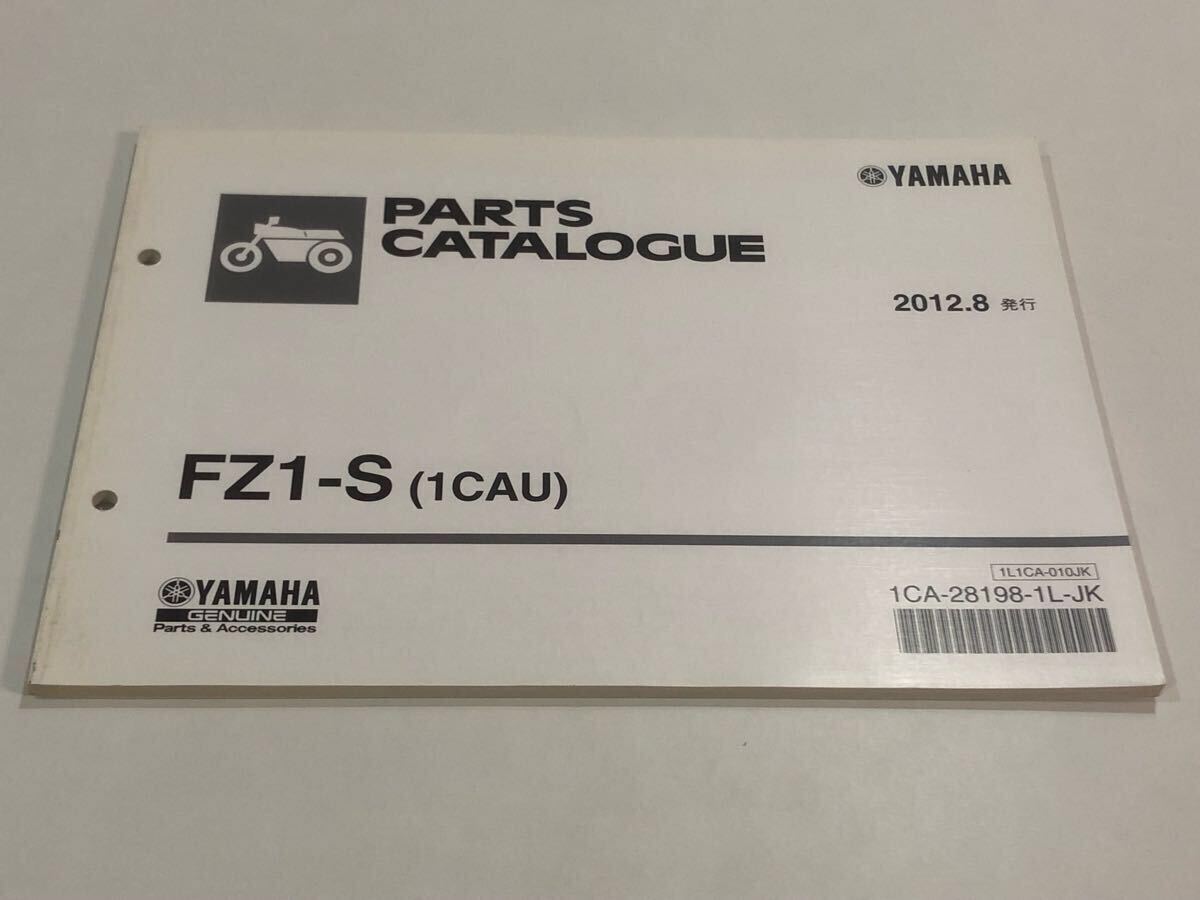 YAMAHA
PARTS
CATALOGUE
2012.8 発行
FZ1-S (1CAU)
YAMAHA
GENUINE
Parts & Accessories
1L1CA-010JK
1CA-28198-1L-JK